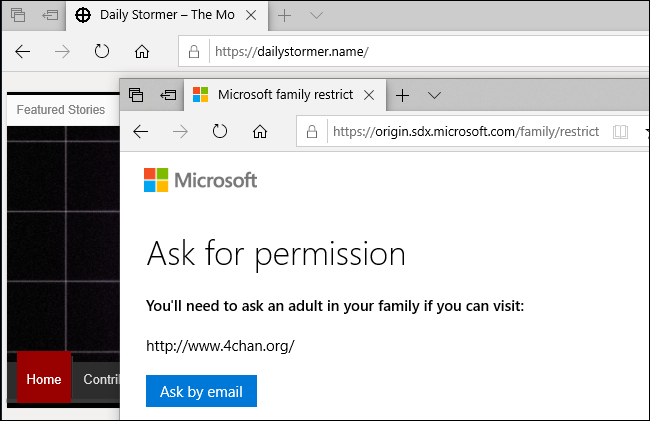 Daily Stormer – The Mo
https://dailystormer.name/
Featured Stories
Microsoft family restrict
https://origin.sdx.microsoft.com/family/restrict
Microsoft
Ask for permission
You'll need to ask an adult in your family if you can visit:
http://www.4chan.org/
Ask by email
Home
Contri